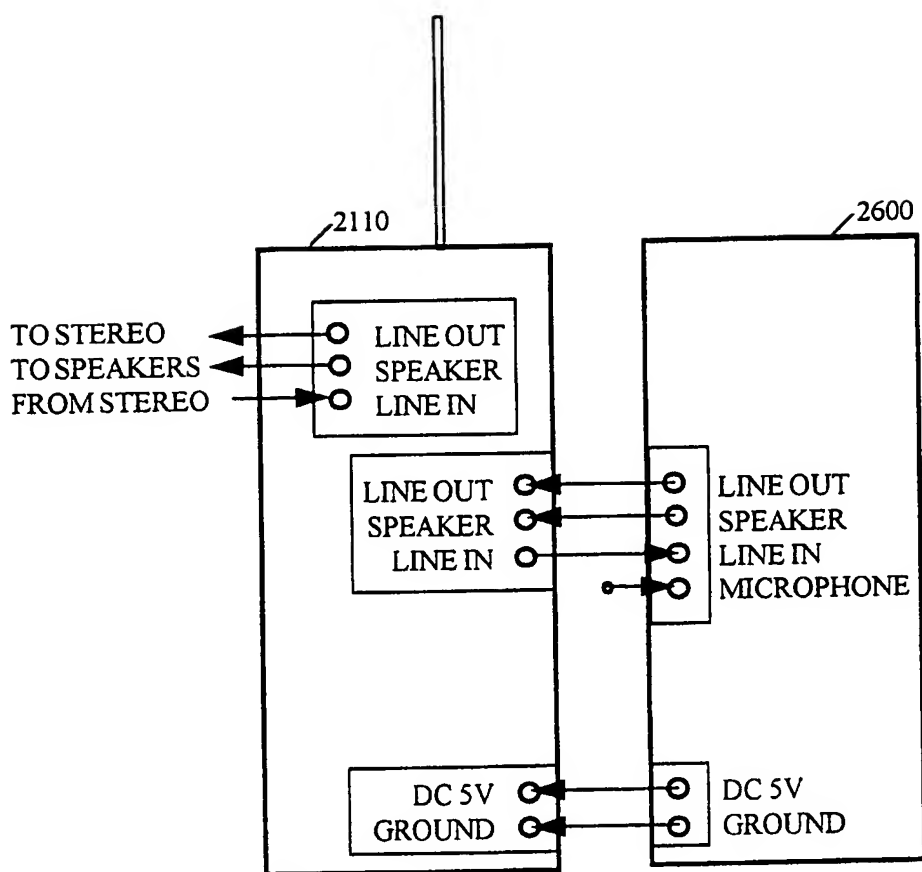 2110
2600
TO STEREO
LINE OUT
TO SPEAKERS
SPEAKER
FROM STEREO
LINE IN
LINE OUT
LINE OUT
SPEAKER
SPEAKER
LINE IN
LINE IN
MICROPHONE
DC 5V
DC 5V
GROUND
GROUND